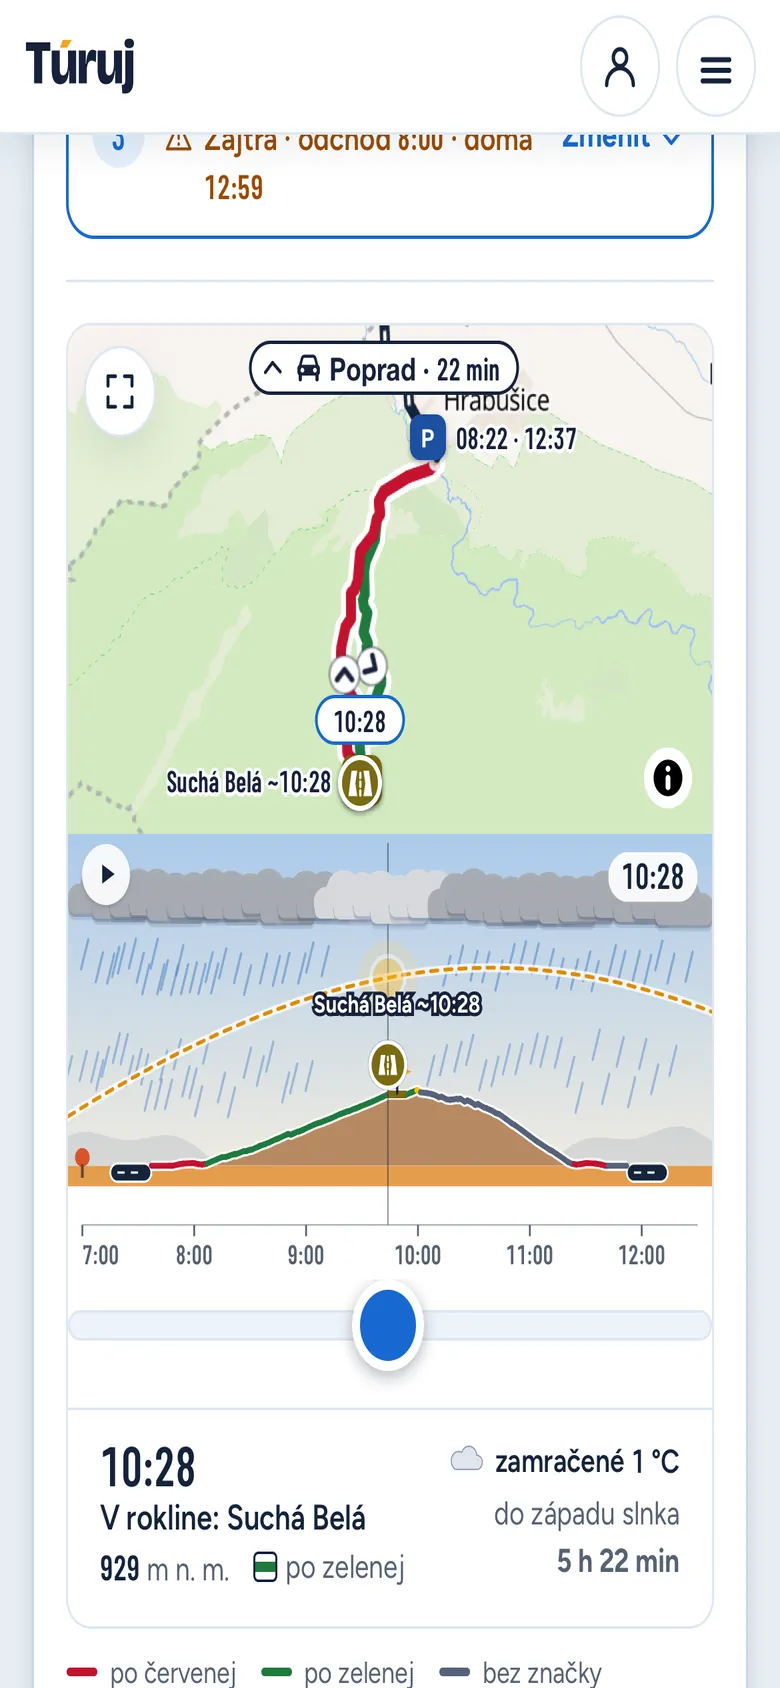 Túruj
3 Zajtra · odchod 8:00 · doma 12:59
Zmeniť
Poprad · 22 min
Hrabušice
P 08:22 · 12:37
10:28
Suchá Belá ~10:28
10:28
Suchá Belá ~10:28
7:00 8:00 9:00 10:00 11:00 12:00
10:28
zamračené 1 °C
V rokline: Suchá Belá
do západu slnka
929 m n. m. po zelenej
5 h 22 min
po červenej po zelenej bez značky